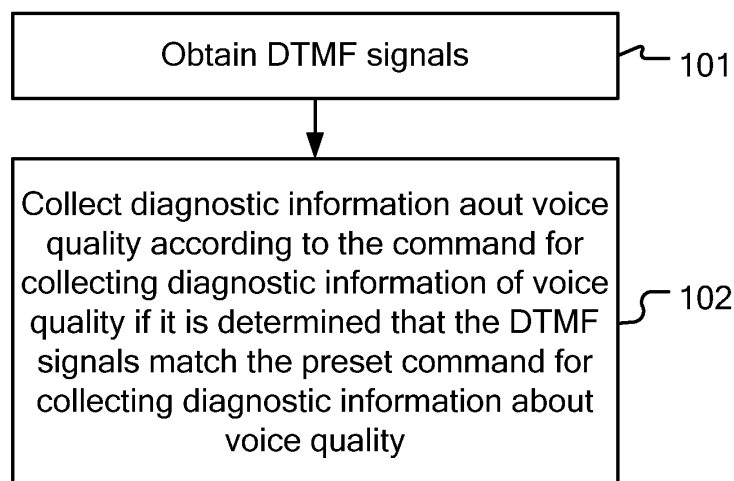 Obtain DTMF signals
101
Collect diagnostic information aout voice
quality according to the command for
collecting diagnostic information of voice
quality if it is determined that the DTMF
signals match the preset command for
collecting diagnostic information about
voice quality
102